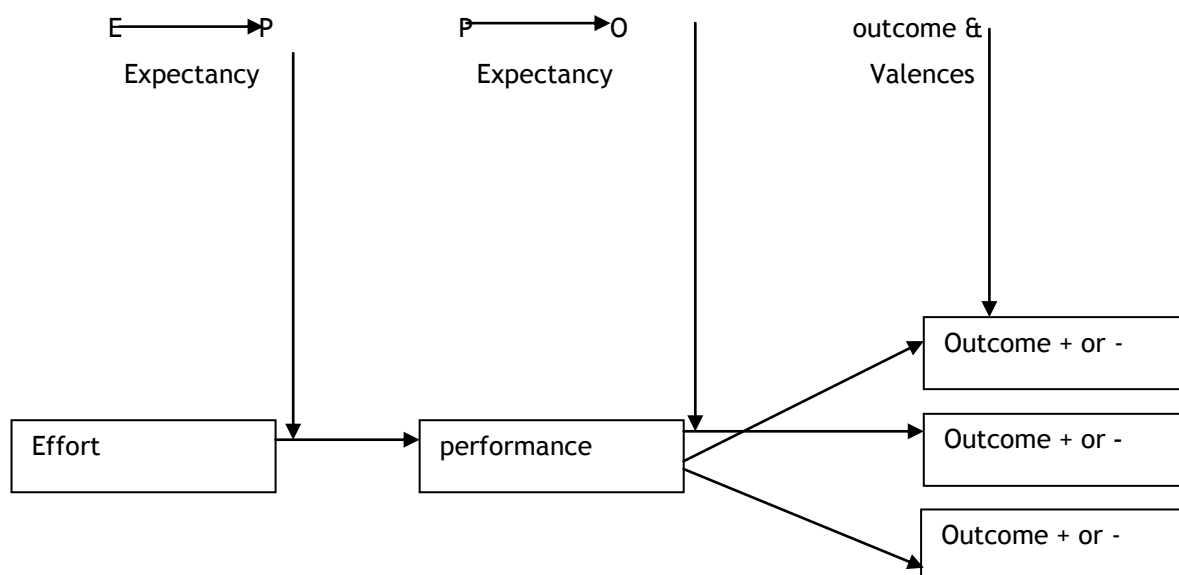 E P P O outcome &
Expectancy Expectancy Valences
Outcome + or -
Effort performance Outcome + or -
Outcome + or -